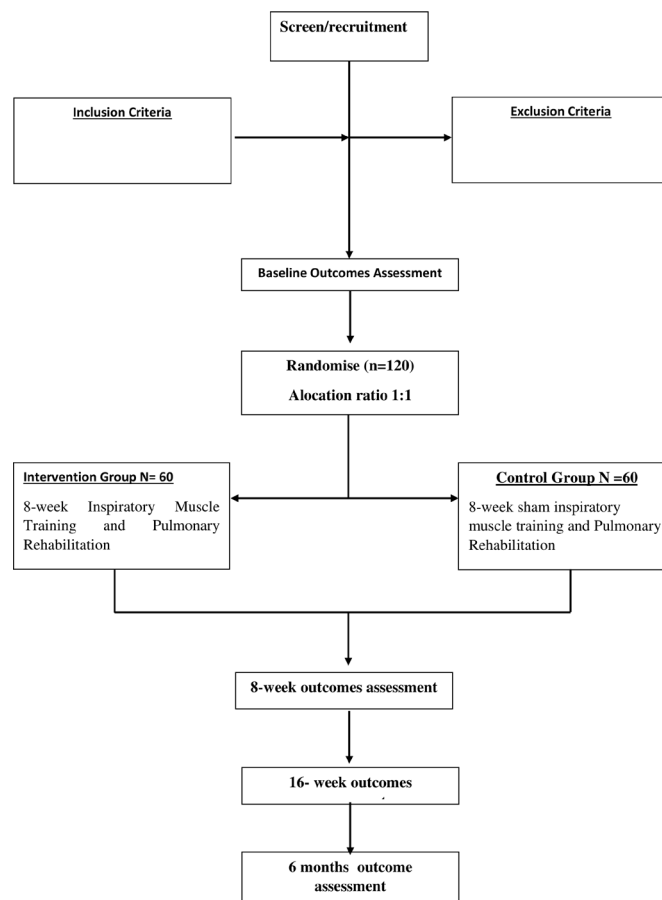 Screen/recruitment
Inclusion Criteria
Exclusion Criteria
Baseline Outcomes Assessment
Randomise (n=120)
Alocation ratio 1:1
Intervention Group N= 60
8-week Inspiratory Muscle
Training and Pulmonary
Rehabilitation
Control Group N =60
8-week sham inspiratory
muscle training and Pulmonary
Rehabilitation
8-week outcomes assessment
16- week outcomes
6 months outcome
assessment